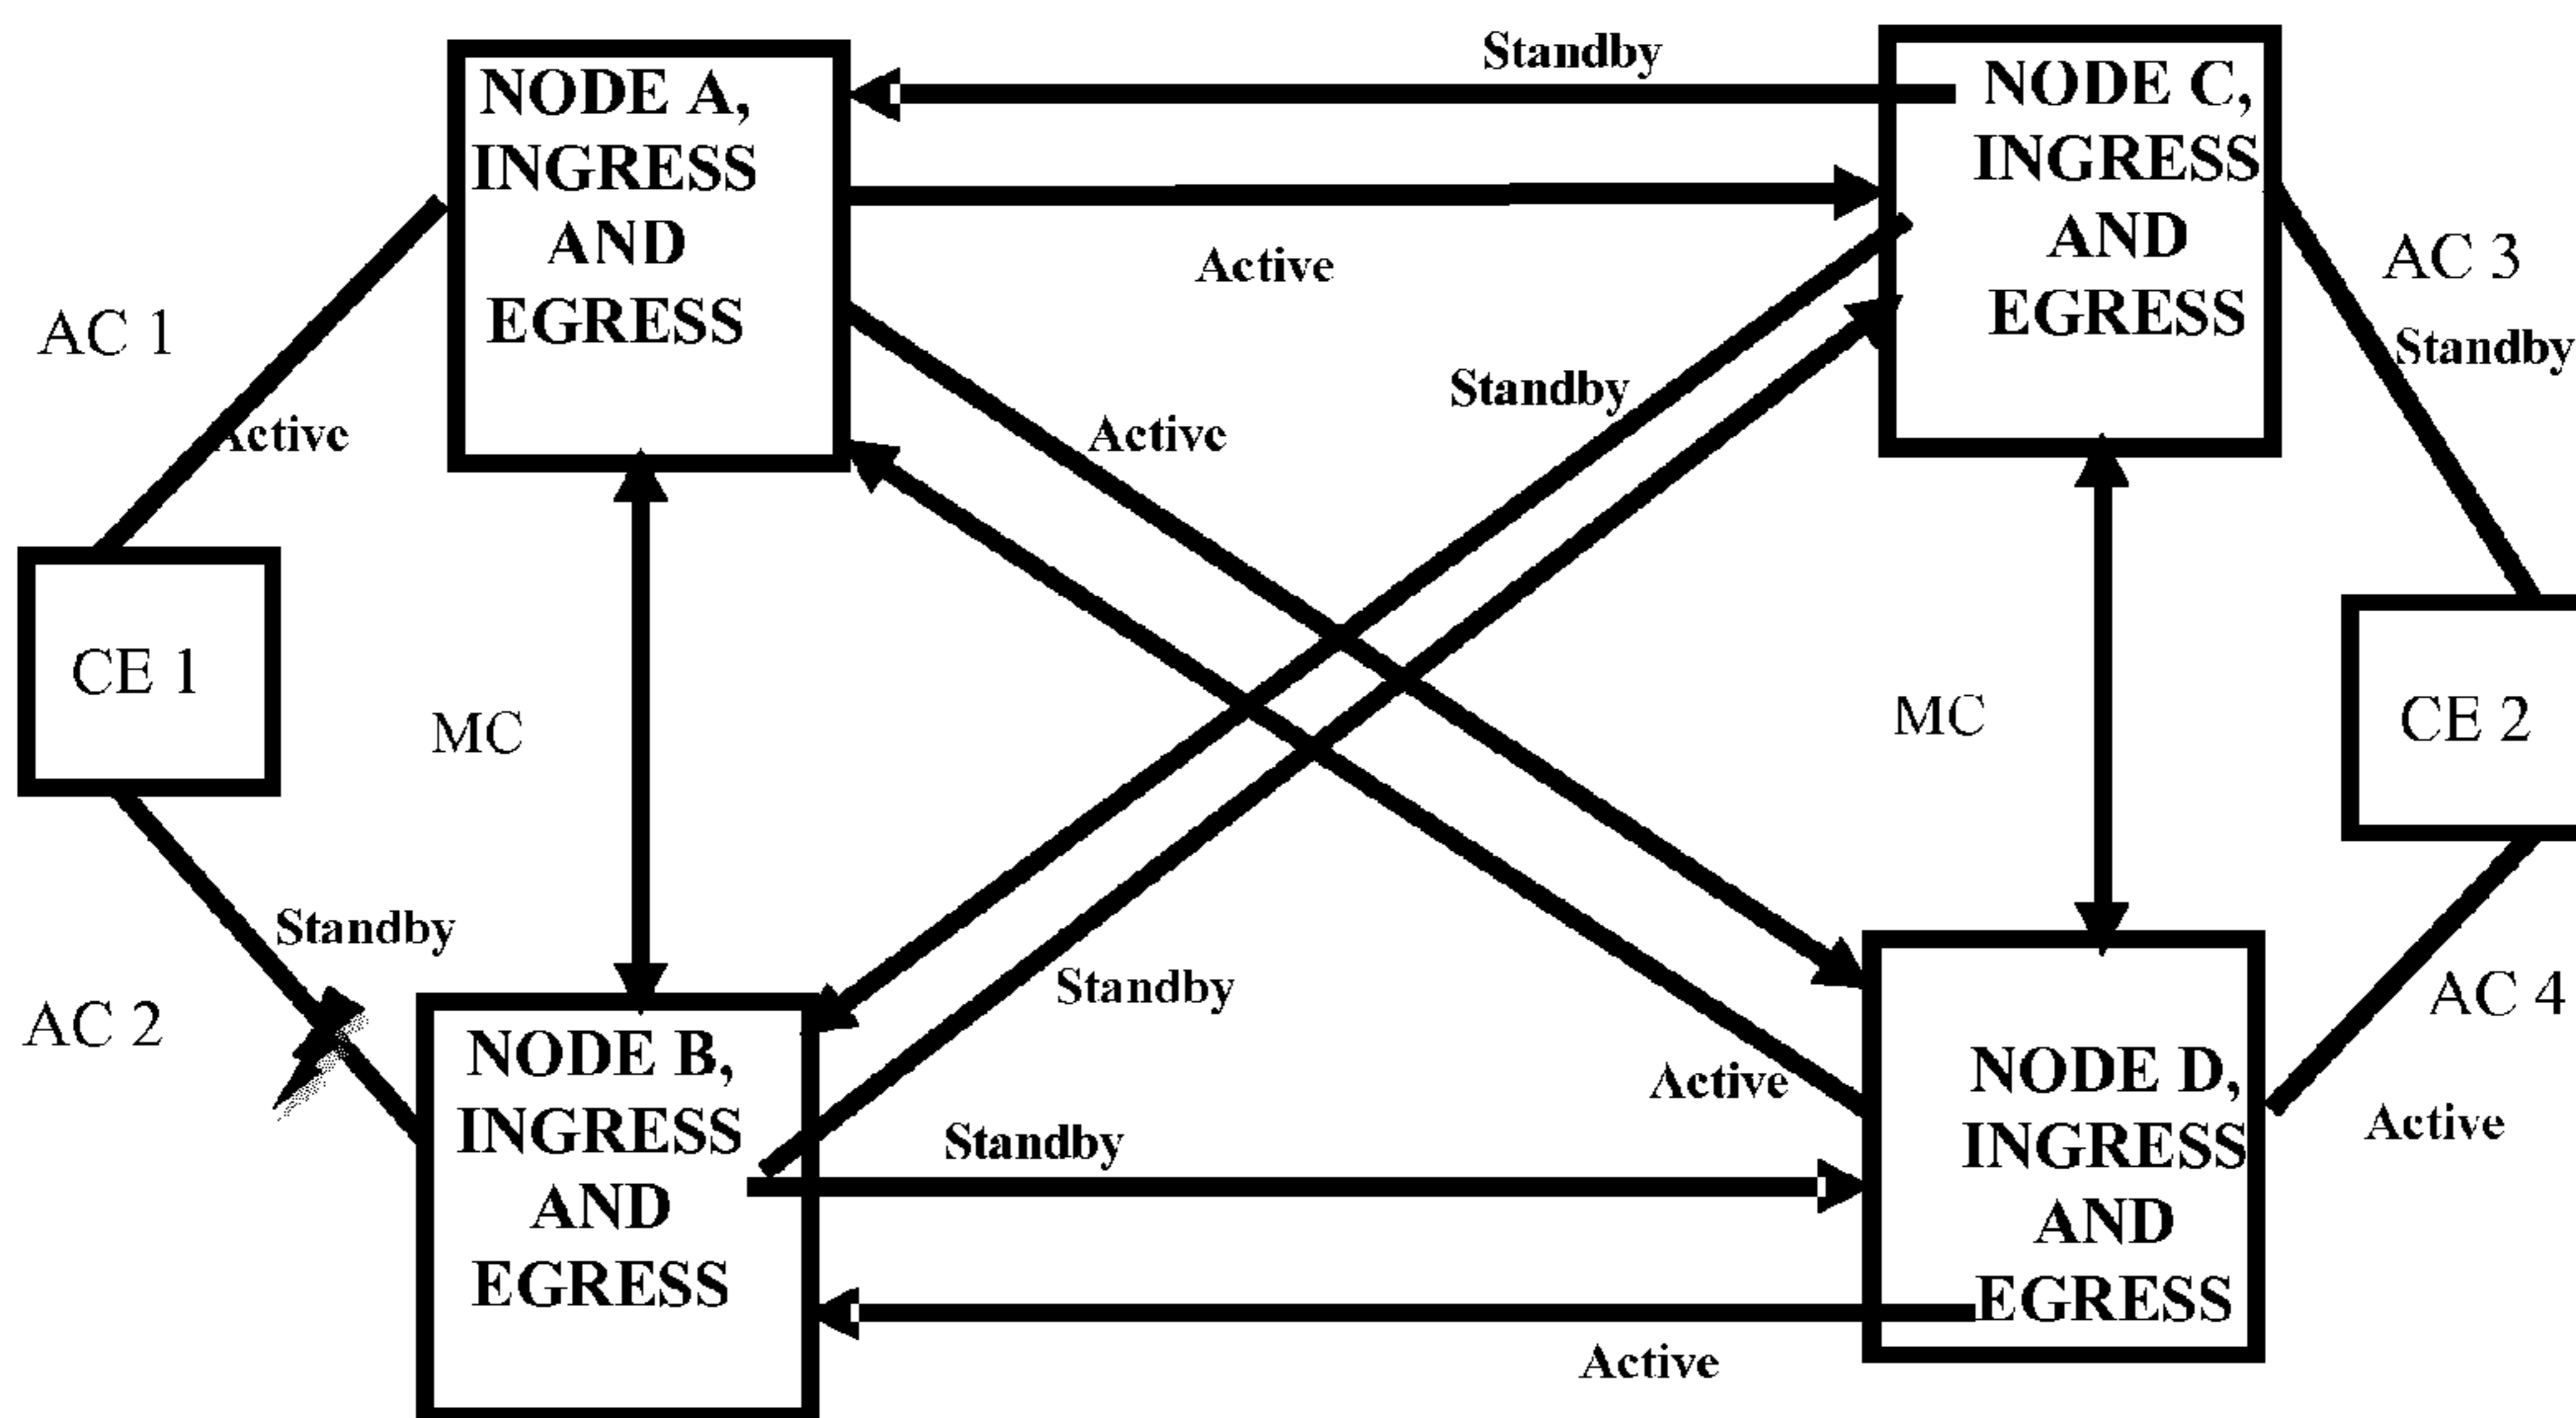 Standby
NODE A,
INGRESS
AND
EGRESS
NODE C,
INGRESS
AND
EGRESS
Active
AC 1
Active
Active
Standby
AC 3
Standby
CE 1
MC
MC
CE 2
Standby
AC 2
Standby
AC 4
NODE B,
INGRESS
AND
EGRESS
Standby
Active
NODE D,
INGRESS
AND
EGRESS
Active
Active